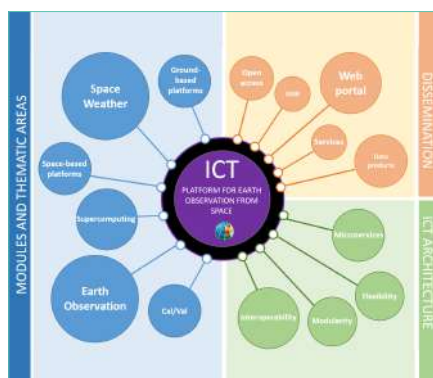 MODULES AND THEMATIC AREAS
Space
Weather
Ground-
based
platforms
Space-based
platforms
Supercomputing
Earth
Observation
Cal/Val
ICT
PLATFORM FOR EARTH
OBSERVATION FROM
SPACE
Open
access
Web
portal
Services
products
DISSEMINATION
Microservices
Flexibility
Modularity
Interoperability
ICT ARCHITECTURE